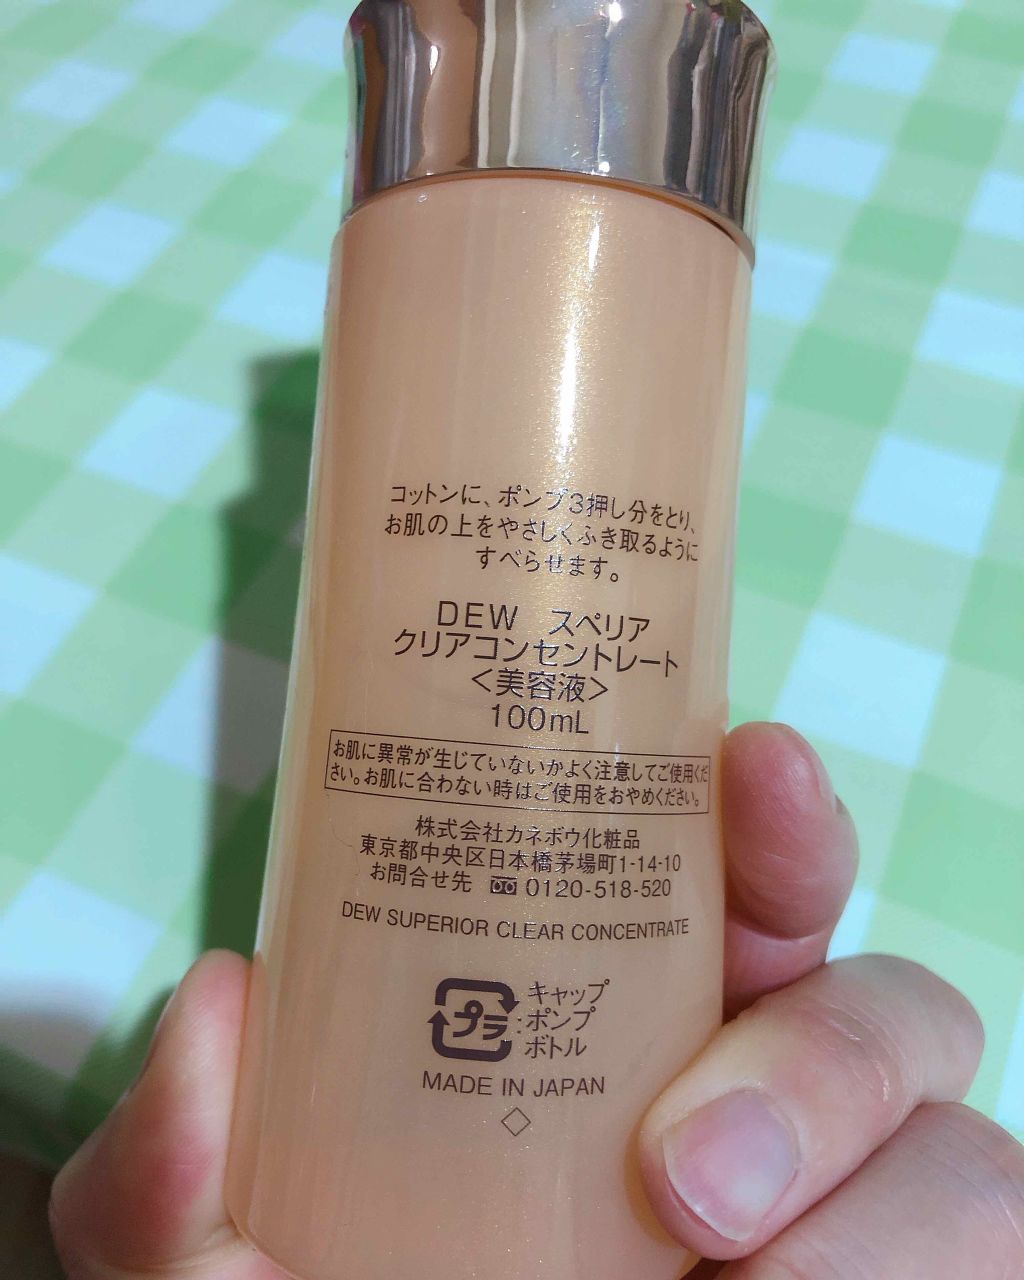 コットンに、ポンプ3押し分をとり、
お肌の上をやさしくふき取るように
すべらせます。
DEW スペリア
クリアコンセントレート
<美容液>
100mL
お肌に異常が生じていないかよく注意してご使用くだ
さい。お肌に合わない時はご使用をおやめください。
株式会社カネボウ化粧品
東京都中央区日本橋茅場町1-14-10
お問合せ先 0120-518-520
DEW SUPERIOR CLEAR CONCENTRATE
プラ
キャップ
:ポンプ
ボトル
MADE IN JAPAN